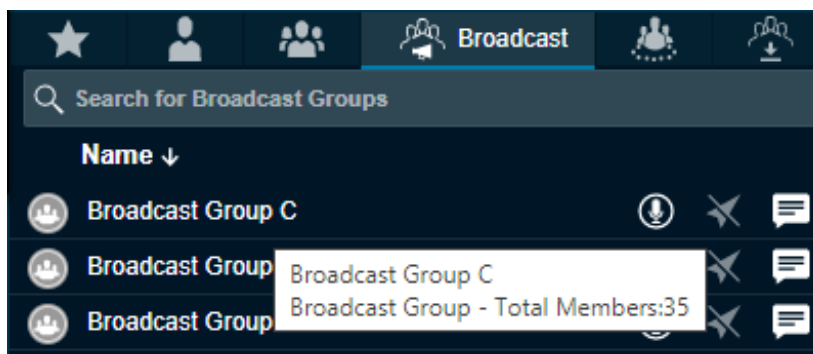 Broadcast
Search for Broadcast Groups
Name ↓
Broadcast Group C
Broadcast Group
Broadcast Group C
Broadcast Group - Total Members:35
Broadcast Group